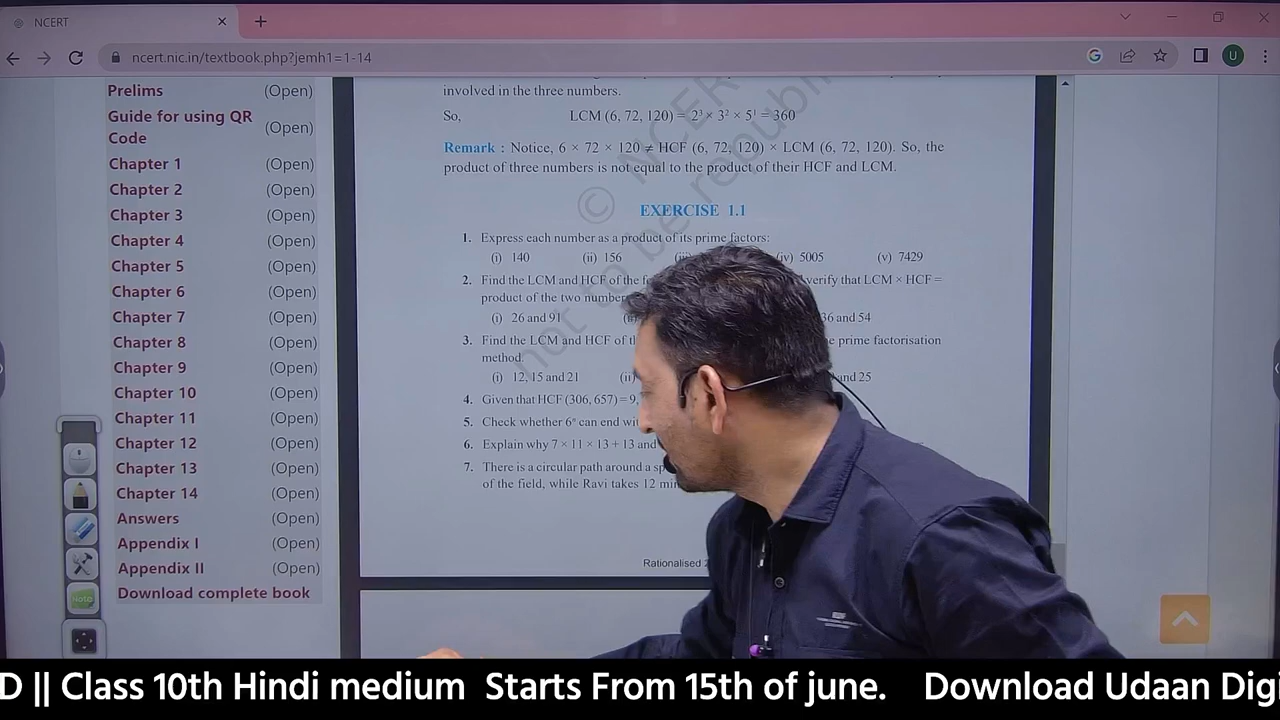 NCERT
ncert.nic.in/textbook.php?jemh1=1-14
U
Prelims (Open)
Guide for using QR Code (Open)
Chapter 1 (Open)
Chapter 2 (Open)
Chapter 3 (Open)
Chapter 4 (Open)
Chapter 5 (Open)
Chapter 6 (Open)
Chapter 7 (Open)
Chapter 8 (Open)
Chapter 9 (Open)
Chapter 10 (Open)
Chapter 11 (Open)
Chapter 12 (Open)
Chapter 13 (Open)
Chapter 14 (Open)
Answers (Open)
Appendix I (Open)
Appendix II (Open)
Download complete book
involved in the three numbers.
So, LCM (6, 72, 120) = 2³ × 3² × 5¹ = 360
Remark : Notice, 6 × 72 × 120 ≠ HCF (6, 72, 120) × LCM (6, 72, 120). So, the
product of three numbers is not equal to the product of their HCF and LCM.
EXERCISE 1.1
1. Express each number as a product of its prime factors:
(i) 140 (ii) 156 (iv) 5005 (v) 7429
2. Find the LCM and HCF of the verify that LCM × HCF =
product of the two number
(i) 26 and 91 36 and 54
3. Find the LCM and HCF of prime factorisation
method.
(i) 12, 15 and 21 (ii) and 25
4. Given that HCF (306, 657) = 9,
5. Check whether 6ⁿ can end
6. Explain why 7 × 11 × 13 + 13 and
7. There is a circular path around a
of the field, while Ravi takes 12
Rationalised
© NCERT
not to be republi
Note
D || Class 10th Hindi medium Starts From 15th of june. Download Udaan Digi